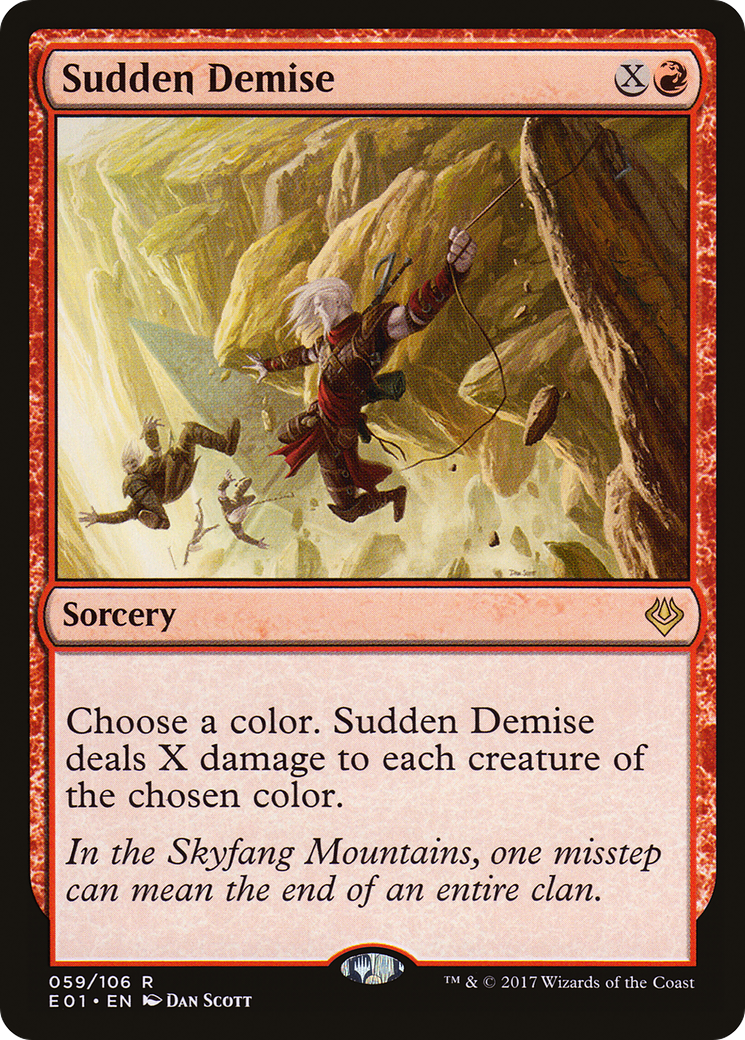 Sudden Demise X
Dan Scott
Sorcery
Choose a color. Sudden Demise
deals X damage to each creature of
the chosen color.
In the Skyfang Mountains, one misstep
can mean the end of an entire clan.
059/106 R
™ & © 2017 Wizards of the Coast
E01 • EN Dan Scott